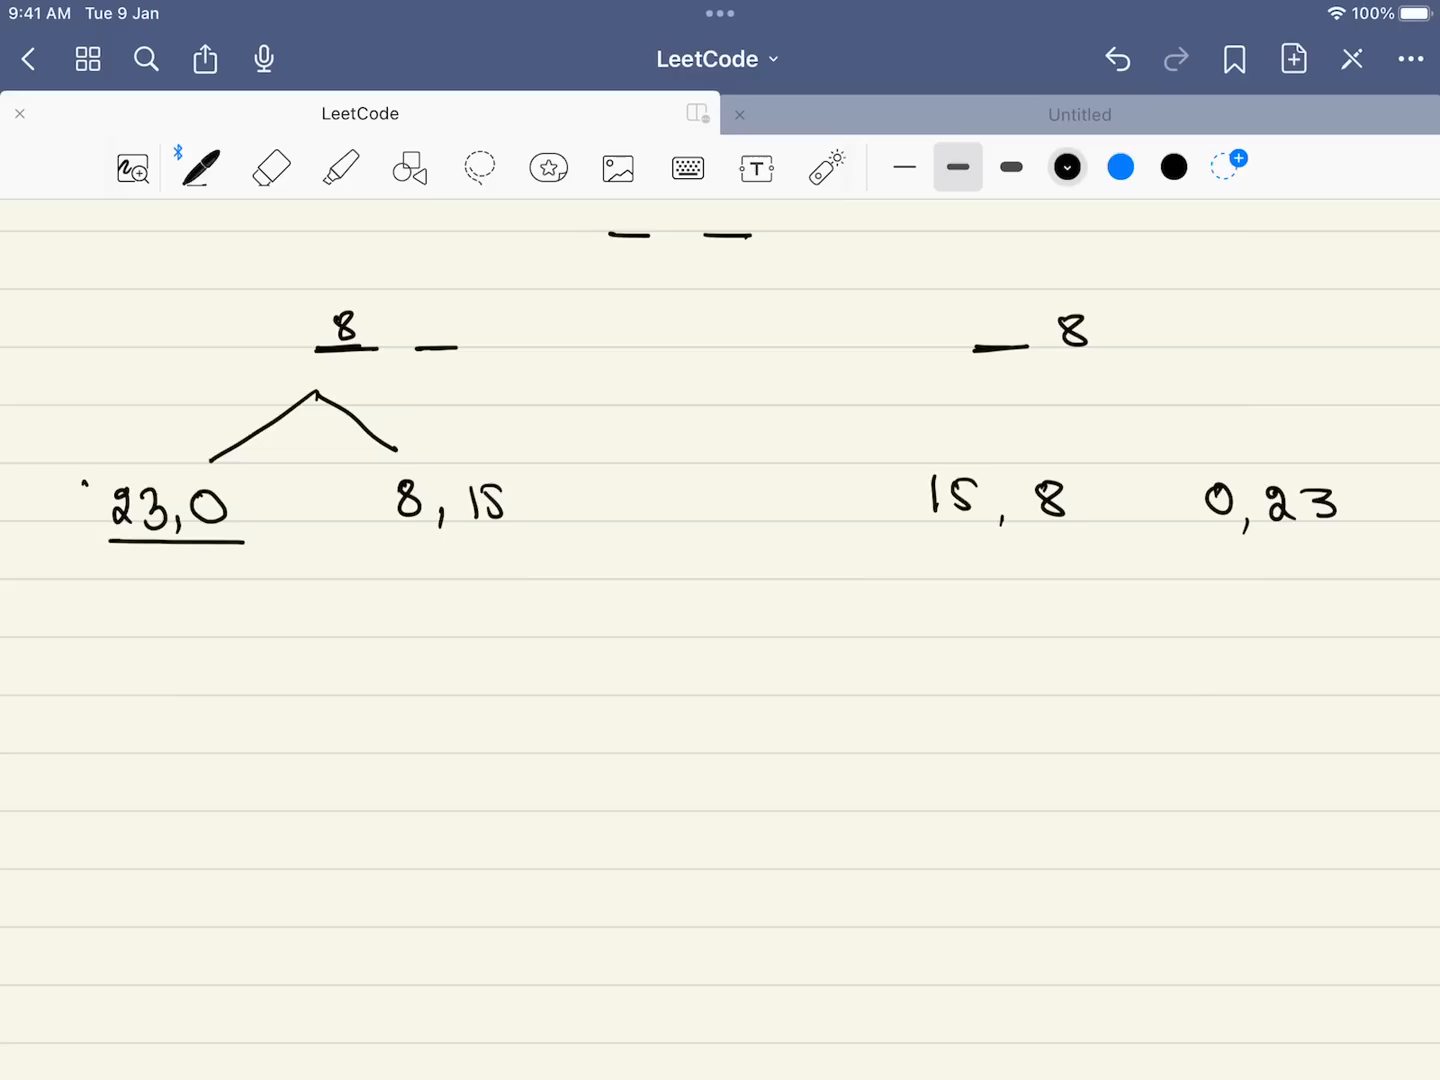 9:41 AM Tue 9 Jan
100%
LeetCode
LeetCode
Untitled
T
8
8
23,0
8, 15
15, 8
0,23